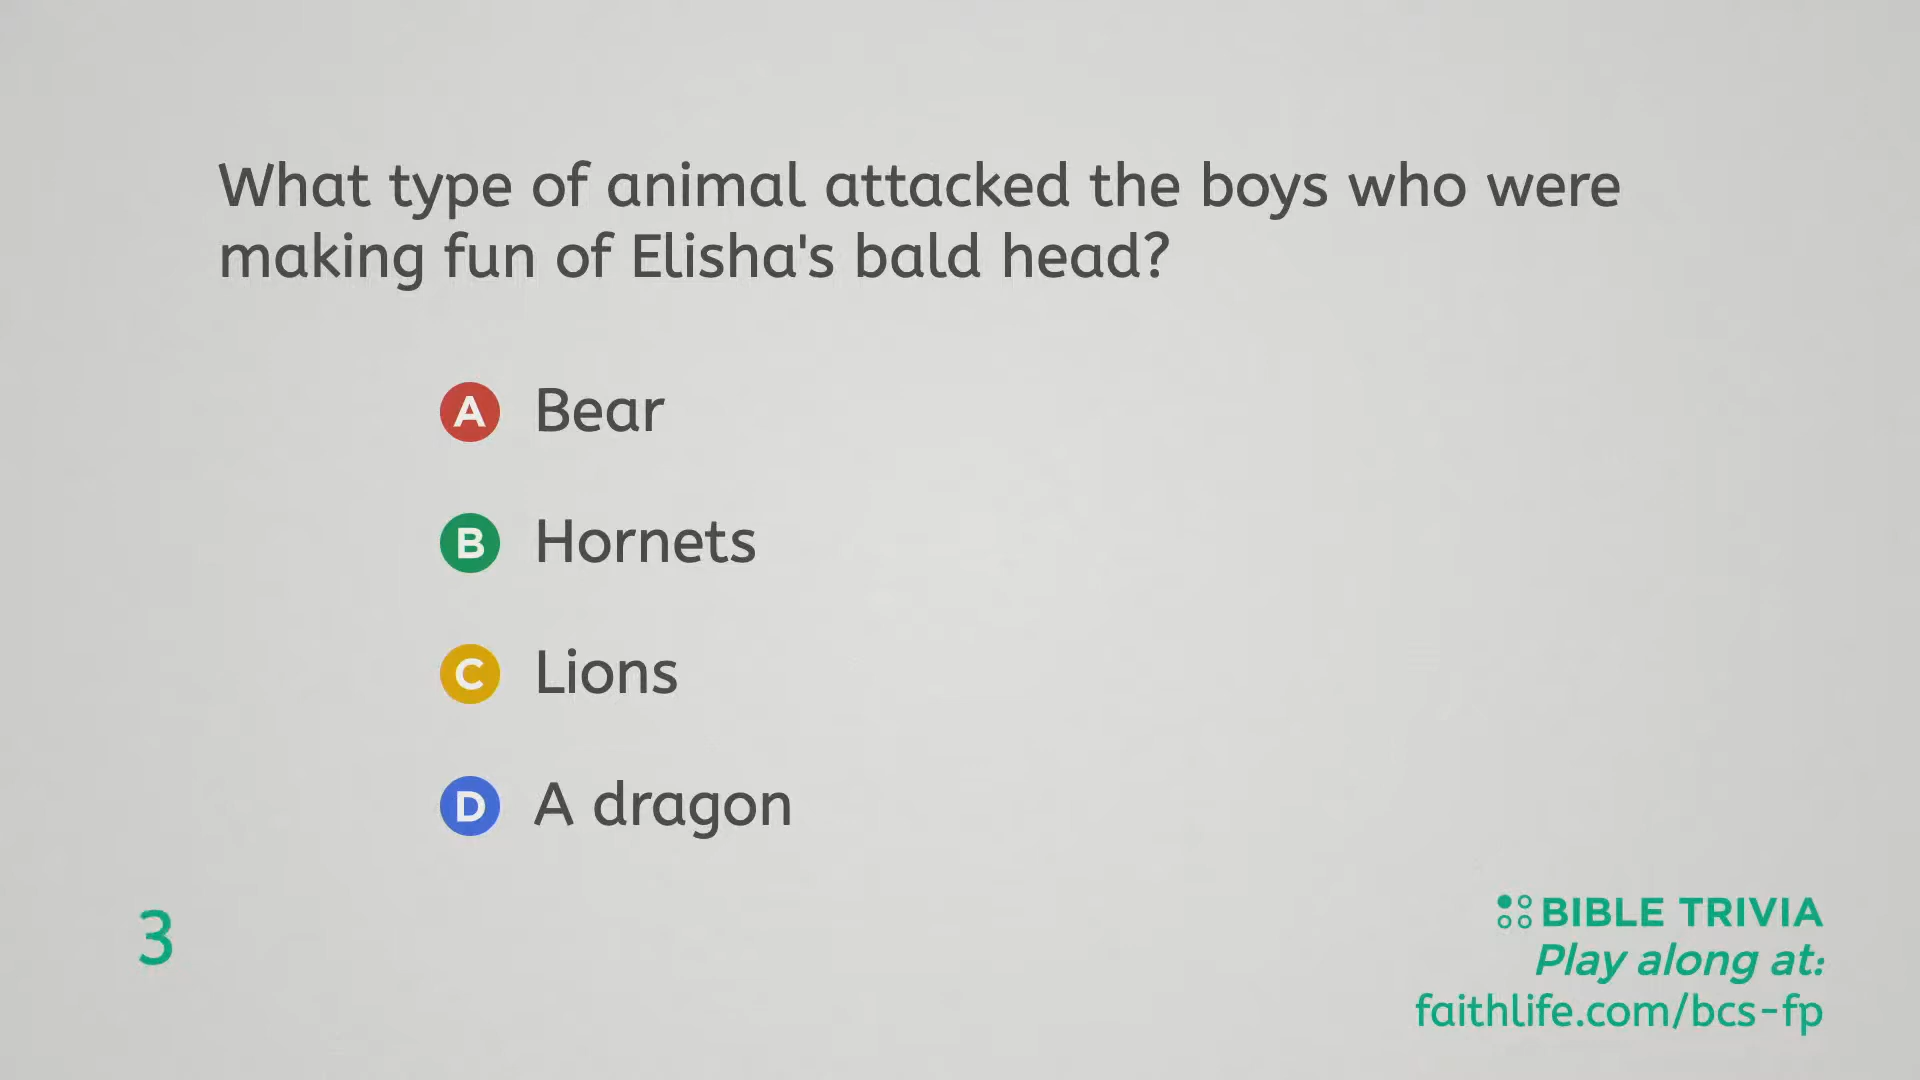 What type of animal attacked the boys who were
making fun of Elisha's bald head?
A Bear
B Hornets
C Lions
D A dragon
3
BIBLE TRIVIA
Play along at:
faithlife.com/bcs-fp